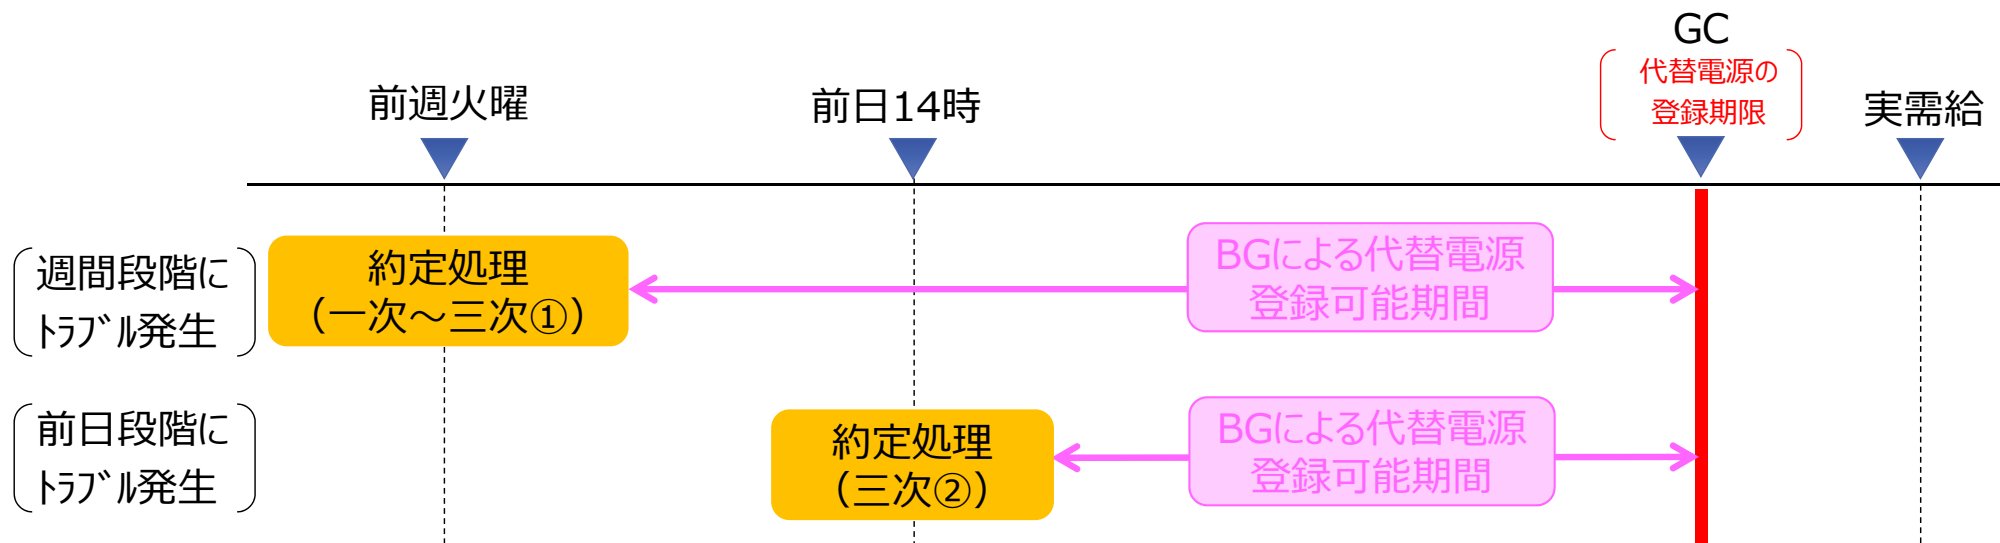 GC
代替電源の
登録期限
前週火曜
前日14時
実需給
週間段階に
ﾄﾗﾌﾞﾙ発生
約定処理
（一次～三次①）
BGによる代替電源
登録可能期間
前日段階に
ﾄﾗﾌﾞﾙ発生
約定処理
（三次②）
BGによる代替電源
登録可能期間